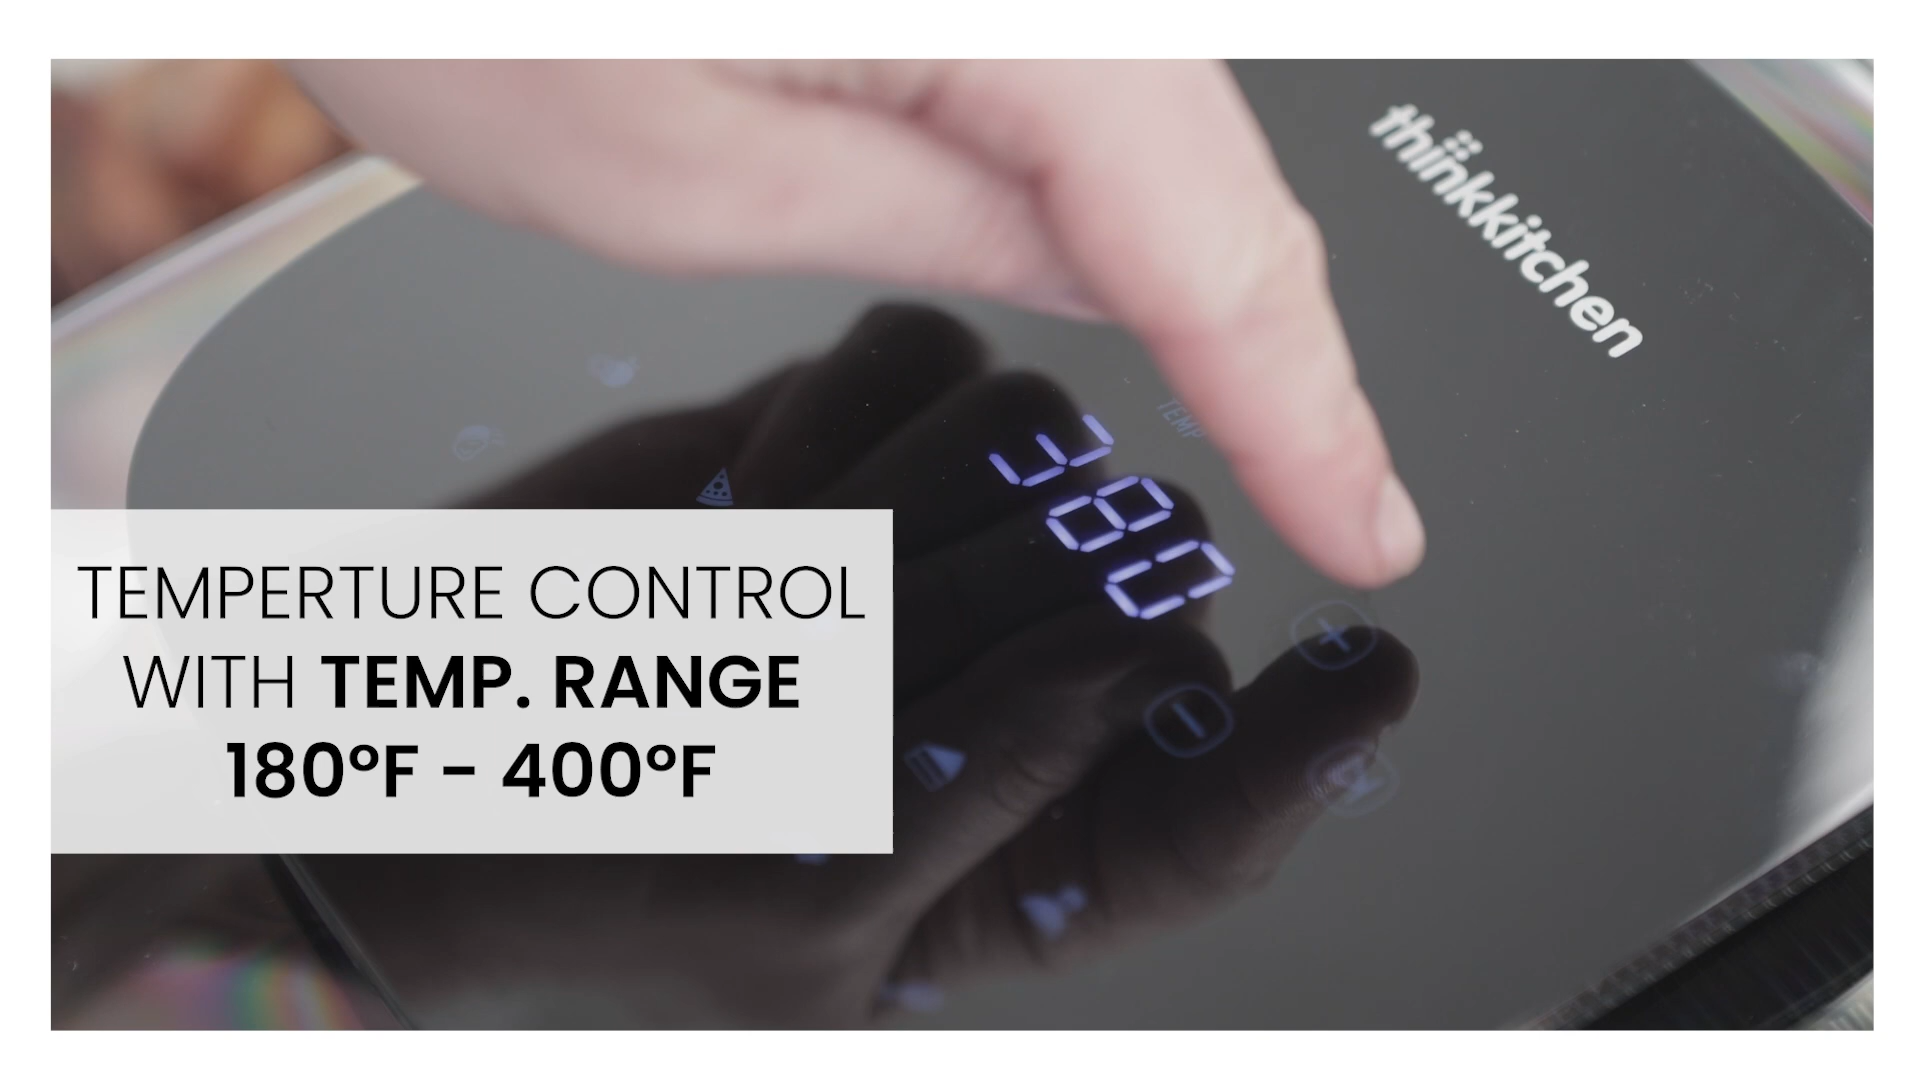 thinkkitchen
TEMP
380
+
-
TEMPERTURE CONTROL
WITH TEMP. RANGE
180°F - 400°F